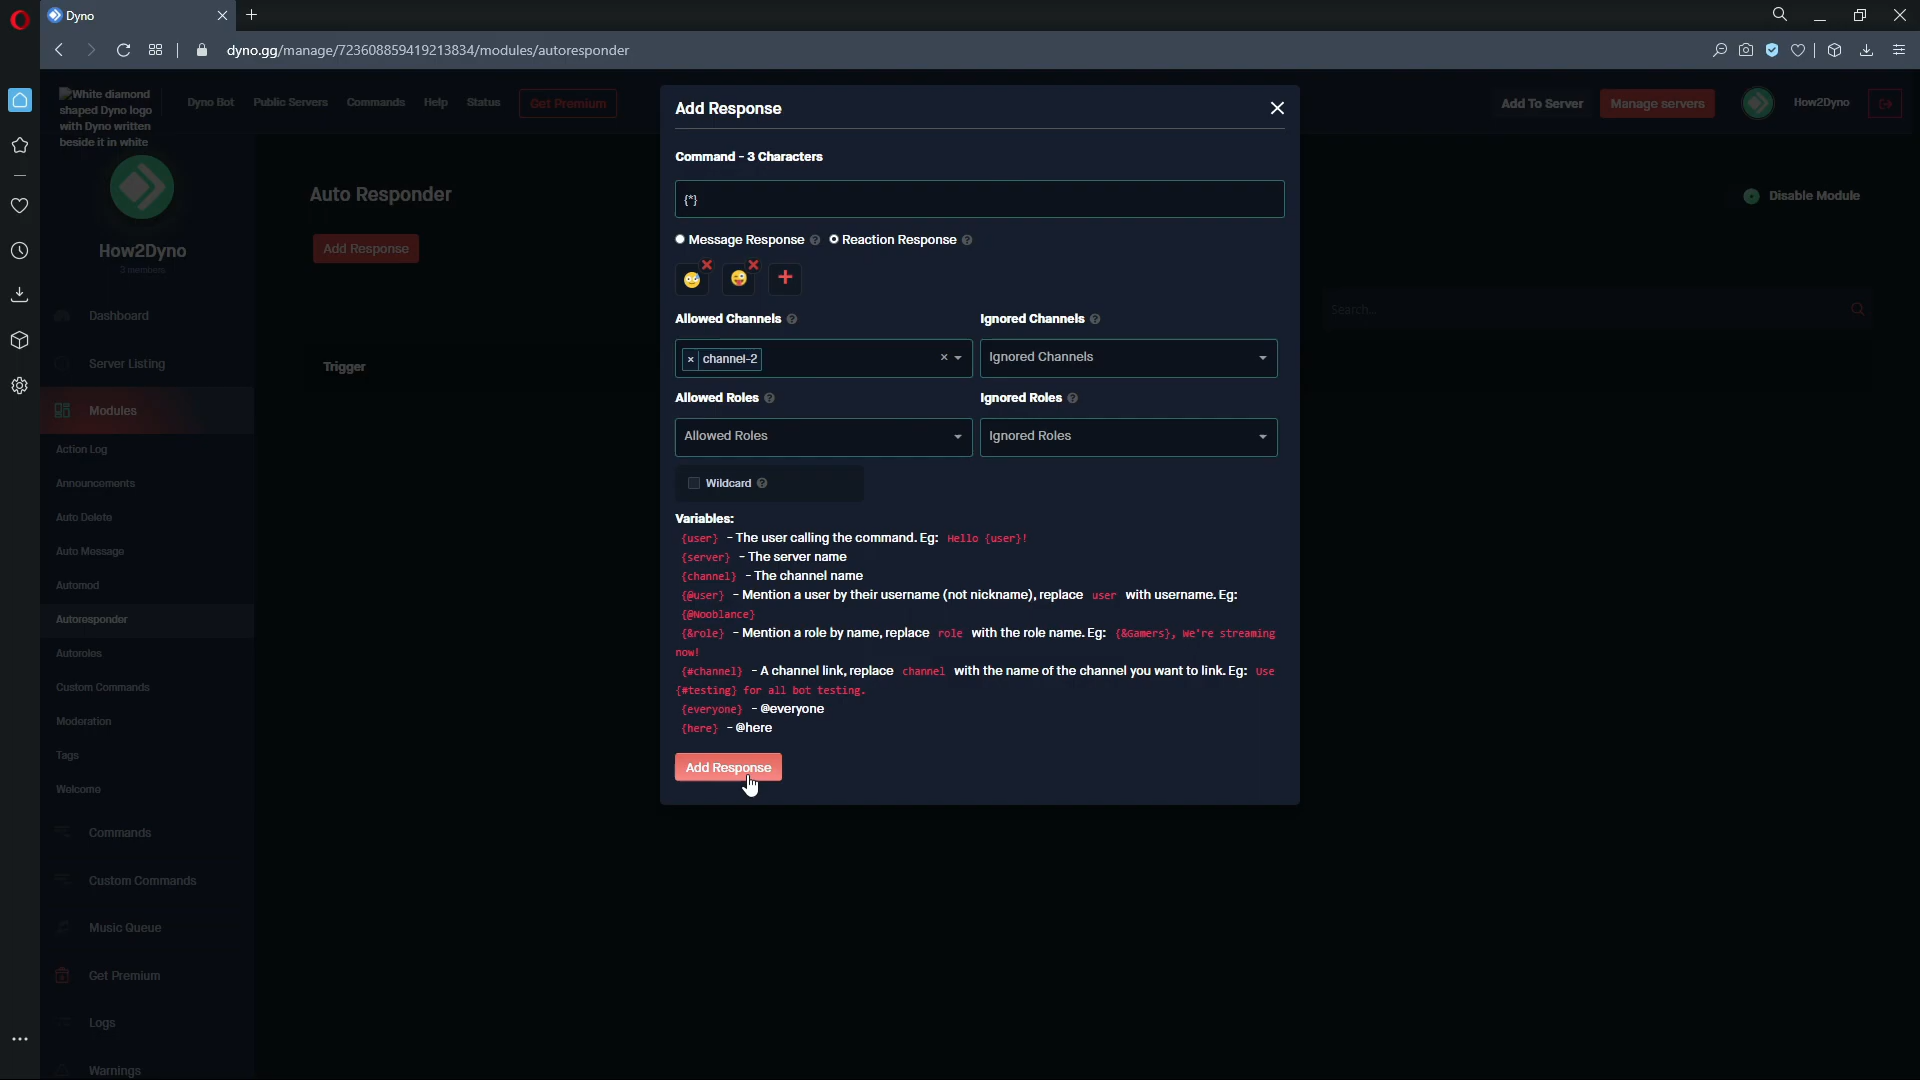 Dyno
dyno.gg/manage/723608859419213834/modules/autoresponder
White diamond
shaped Dyno logo
with Dyno written
beside it in white
Dyno Bot
Public Servers
Commands
Help
Status
Get Premium
Add To Server
Manage servers
How2Dyno
How2Dyno
3 members
Dashboard
Server Listing
Modules
Action Log
Announcements
Auto Delete
Auto Message
Automod
Autoresponder
Autoroles
Custom Commands
Moderation
Tags
Welcome
Commands
Custom Commands
Music Queue
Get Premium
Logs
Warnings
Auto Responder
Disable Module
Add Response
Search...
Trigger
Add Response
Command - 3 Characters
{*}
Message Response ? Reaction Response ?
Allowed Channels ?
Ignored Channels ?
× channel-2
Ignored Channels
Allowed Roles ?
Ignored Roles ?
Allowed Roles
Ignored Roles
Wildcard ?
Variables:
{user} - The user calling the command. Eg: Hello {user}!
{server} - The server name
{channel} - The channel name
{@user} - Mention a user by their username (not nickname), replace user with username. Eg:
{@Nooblance}
{&role} - Mention a role by name, replace role with the role name. Eg: {&Gamers}, We're streaming
now!
{#channel} - A channel link, replace channel with the name of the channel you want to link. Eg: Use
{#testing} for all bot testing.
{everyone} - @everyone
{here} - @here
Add Response